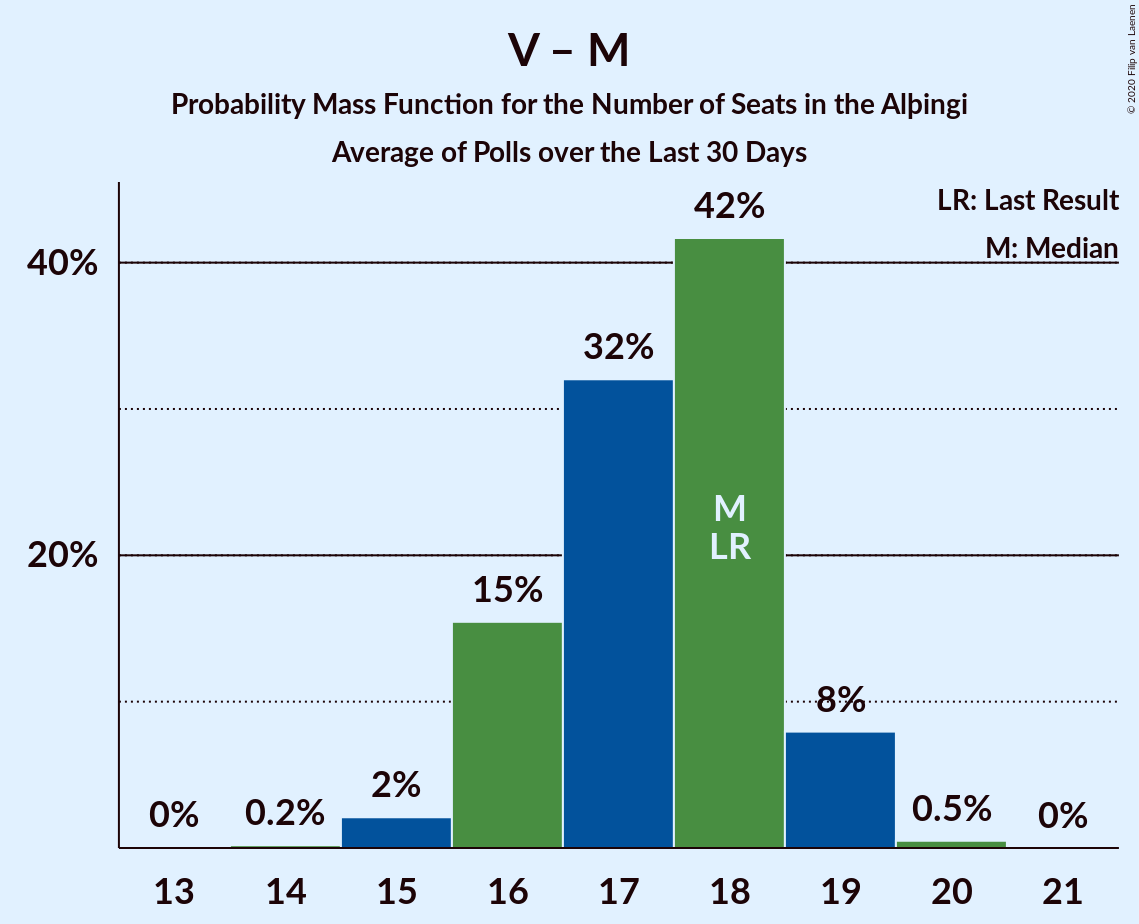 V – M
Probability Mass Function for the Number of Seats in the Alþingi
Average of Polls over the Last 30 Days
© 2020 Filip van Laenen
LR: Last Result
M: Median
40%
20%
0%
0.2%
2%
15%
32%
42%
8%
0.5%
0%
M
LR
13 14 15 16 17 18 19 20 21